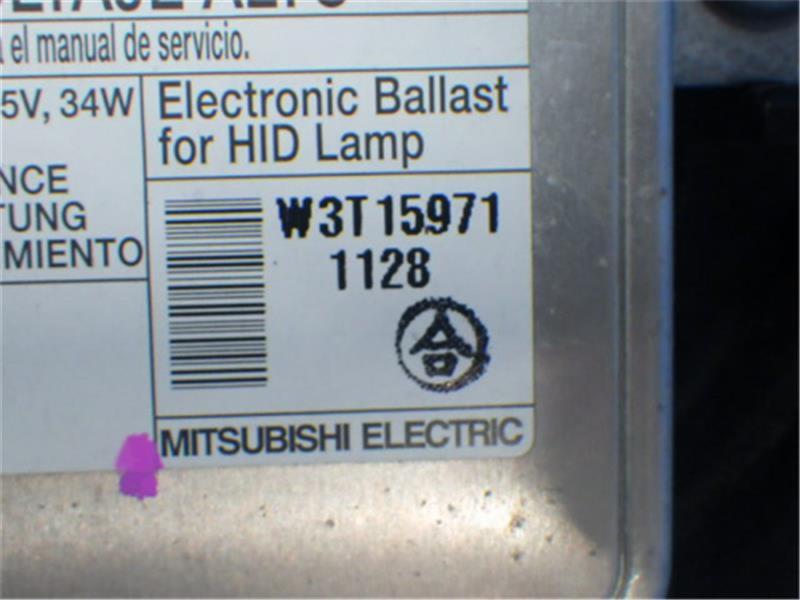 el manual de servicio.
5V, 34W
Electronic Ballast
for HID Lamp
NCE
TUNG
MIENTO
W3T15971
1128
合
MITSUBISHI ELECTRIC